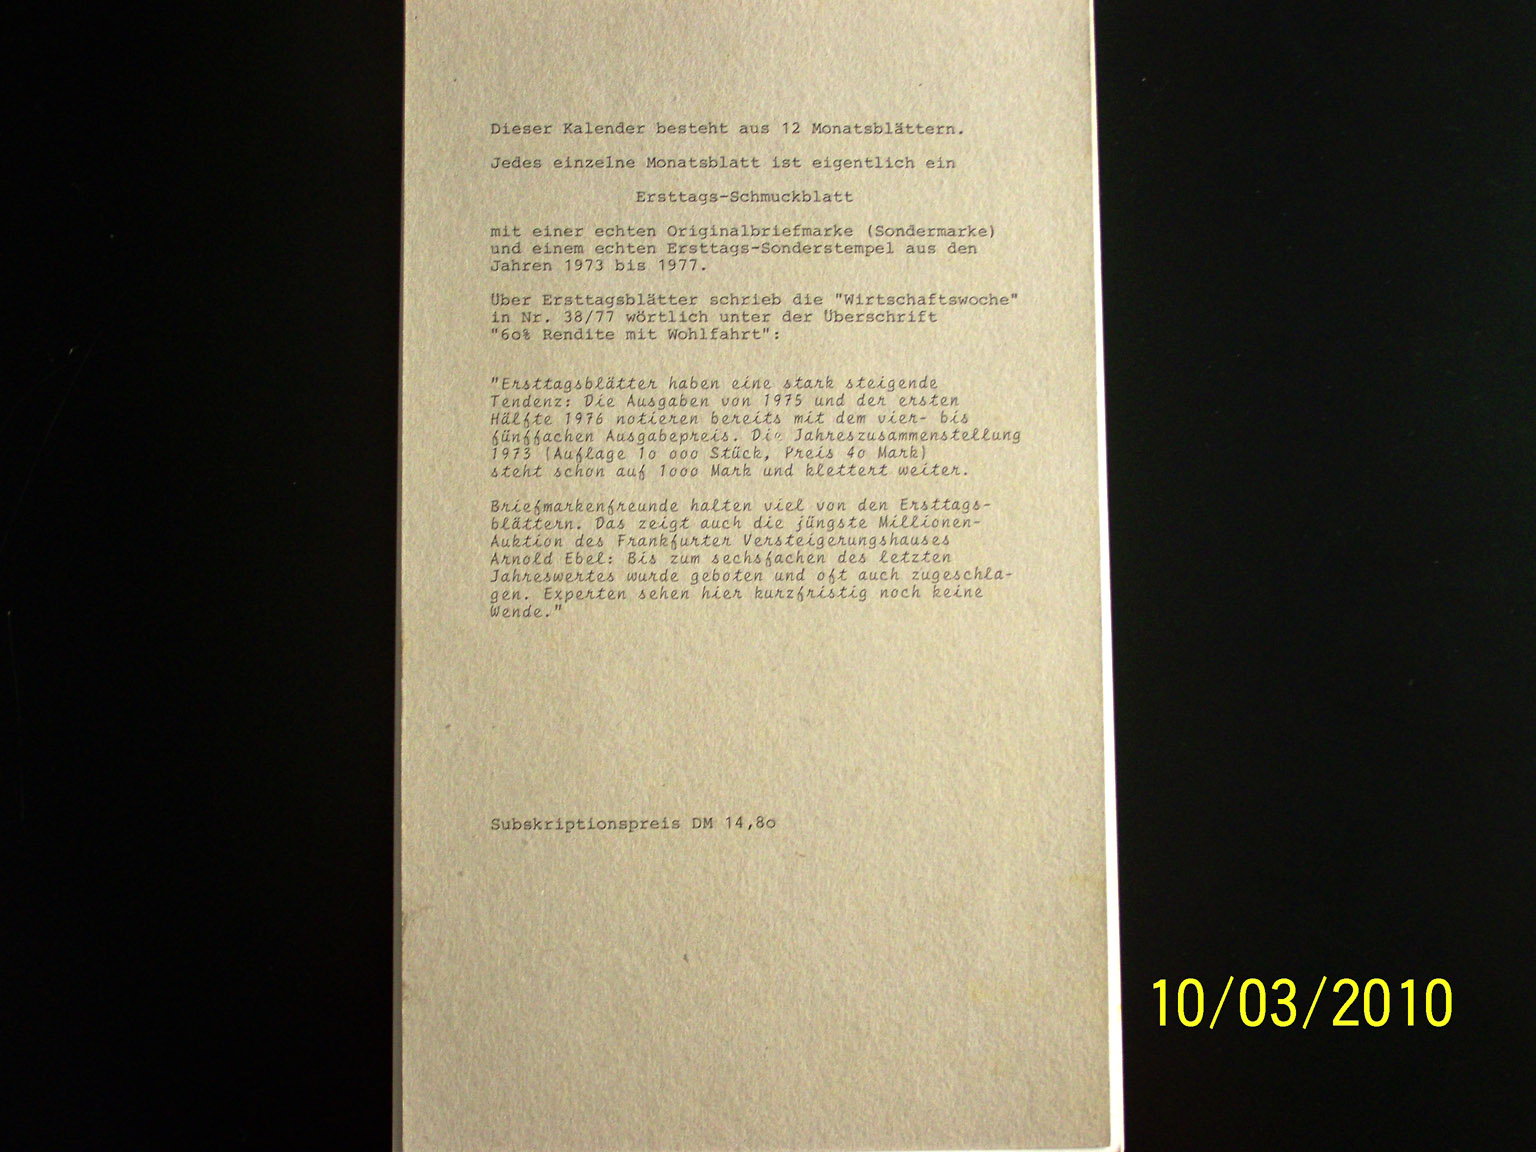 Dieser Kalender besteht aus 12 Monatsblättern.
Jedes einzelne Monatsblatt ist eigentlich ein
Ersttags-Schmuckblatt
mit einer echten Originalbriefmarke (Sondermarke)
und einem echten Ersttags-Sonderstempel aus den
Jahren 1973 bis 1977.
Über Ersttagsblätter schrieb die "Wirtschaftswoche"
in Nr. 38/77 wörtlich unter der Überschrift
"6o% Rendite mit Wohlfahrt":
"Ersttagsblätter haben eine stark steigende
Tendenz: Die Ausgaben von 1975 und der ersten
Hälfte 1976 notieren bereits mit dem vier- bis
fünffachen Ausgabepreis. Die Jahreszusammenstellung
1973 (Auflage 1o ooo Stück, Preis 4o Mark)
steht schon auf 1ooo Mark und klettert weiter.
Briefmarkenfreunde halten viel von den Ersttags-
blättern. Das zeigt auch die jüngste Millionen-
Auktion des Frankfurter Versteigerungshauses
Arnold Ebel: Bis zum sechsfachen des letzten
Jahreswertes wurde geboten und oft auch zugeschla-
gen. Experten sehen hier kurzfristig noch keine
Wende."
Subskriptionspreis DM 14,8o
10/03/2010